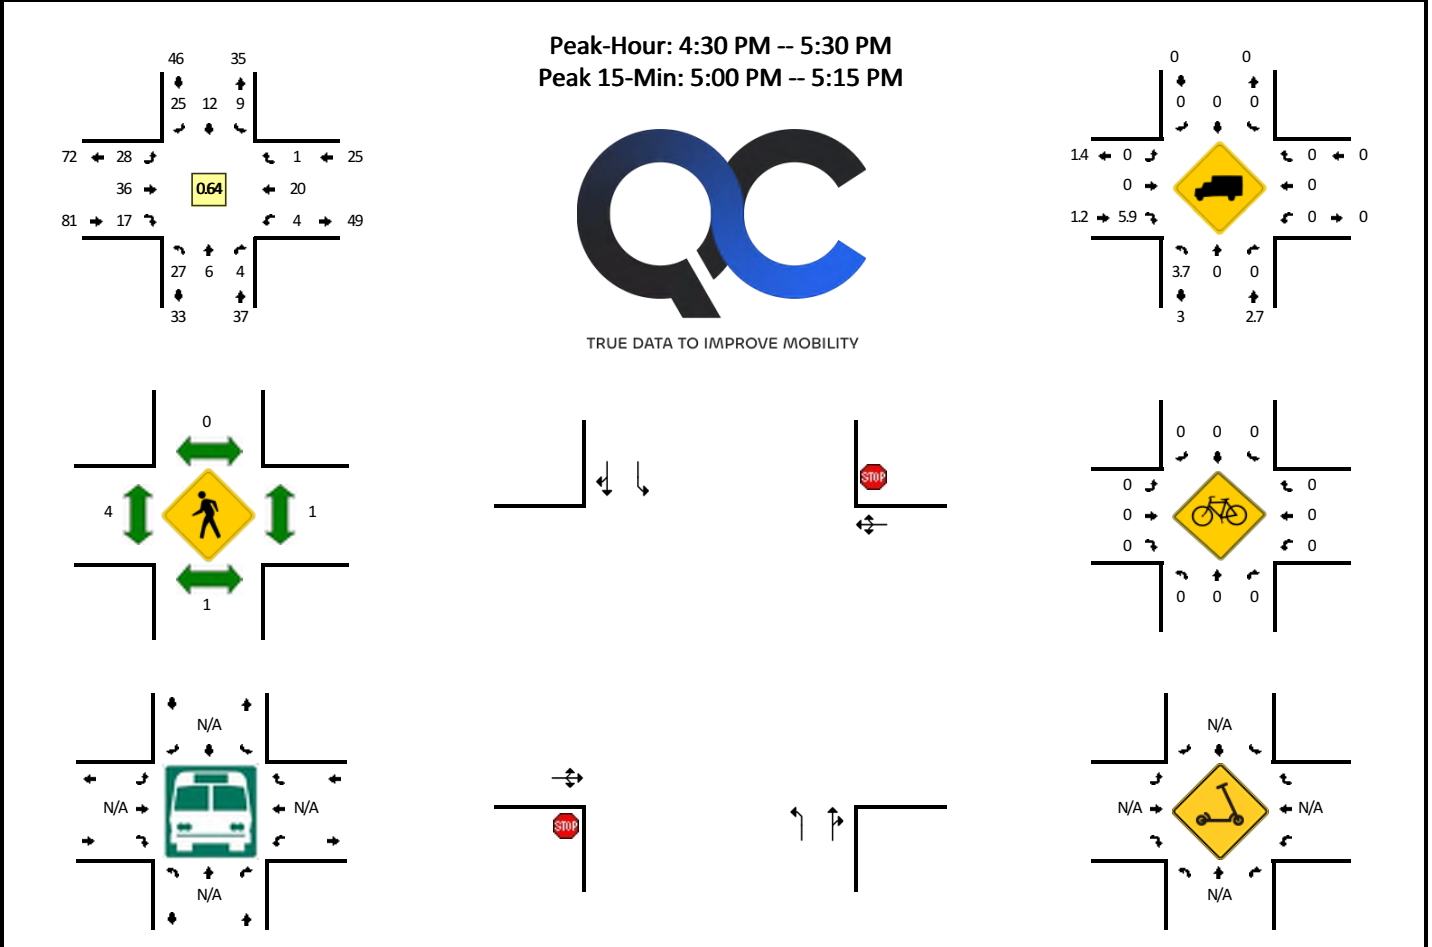 Peak-Hour: 4:30 PM -- 5:30 PM
Peak 15-Min: 5:00 PM -- 5:15 PM
46 35
25 12 9
72 28 1 25
36 0.64 20
81 17 4 49
27 6 4
33 37
TRUE DATA TO IMPROVE MOBILITY
0 0
0 0 0
1.4 0 0 0
0 0
1.2 5.9 0 0
3.7 0 0
3 2.7
0
4 1
1
STOP
STOP
0 0 0
0 0
0 0
0 0
0 0 0
N/A
N/A N/A
N/A
N/A
N/A N/A
N/A